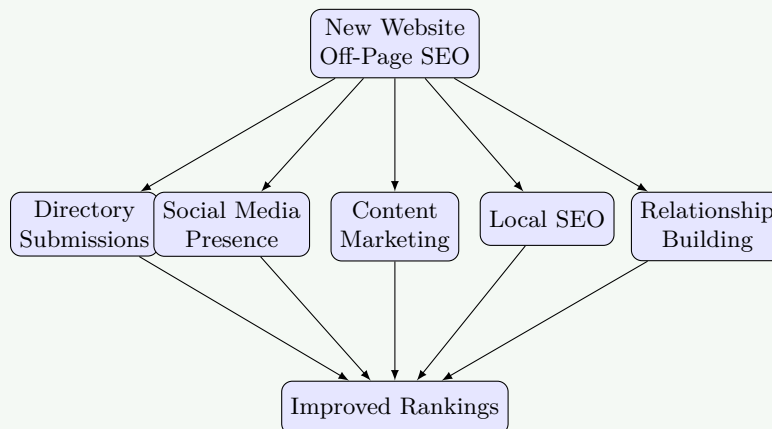 New Website
Off-Page SEO
Directory
Submissions
Social Media
Presence
Content
Marketing
Local SEO
Relationship
Building
Improved Rankings